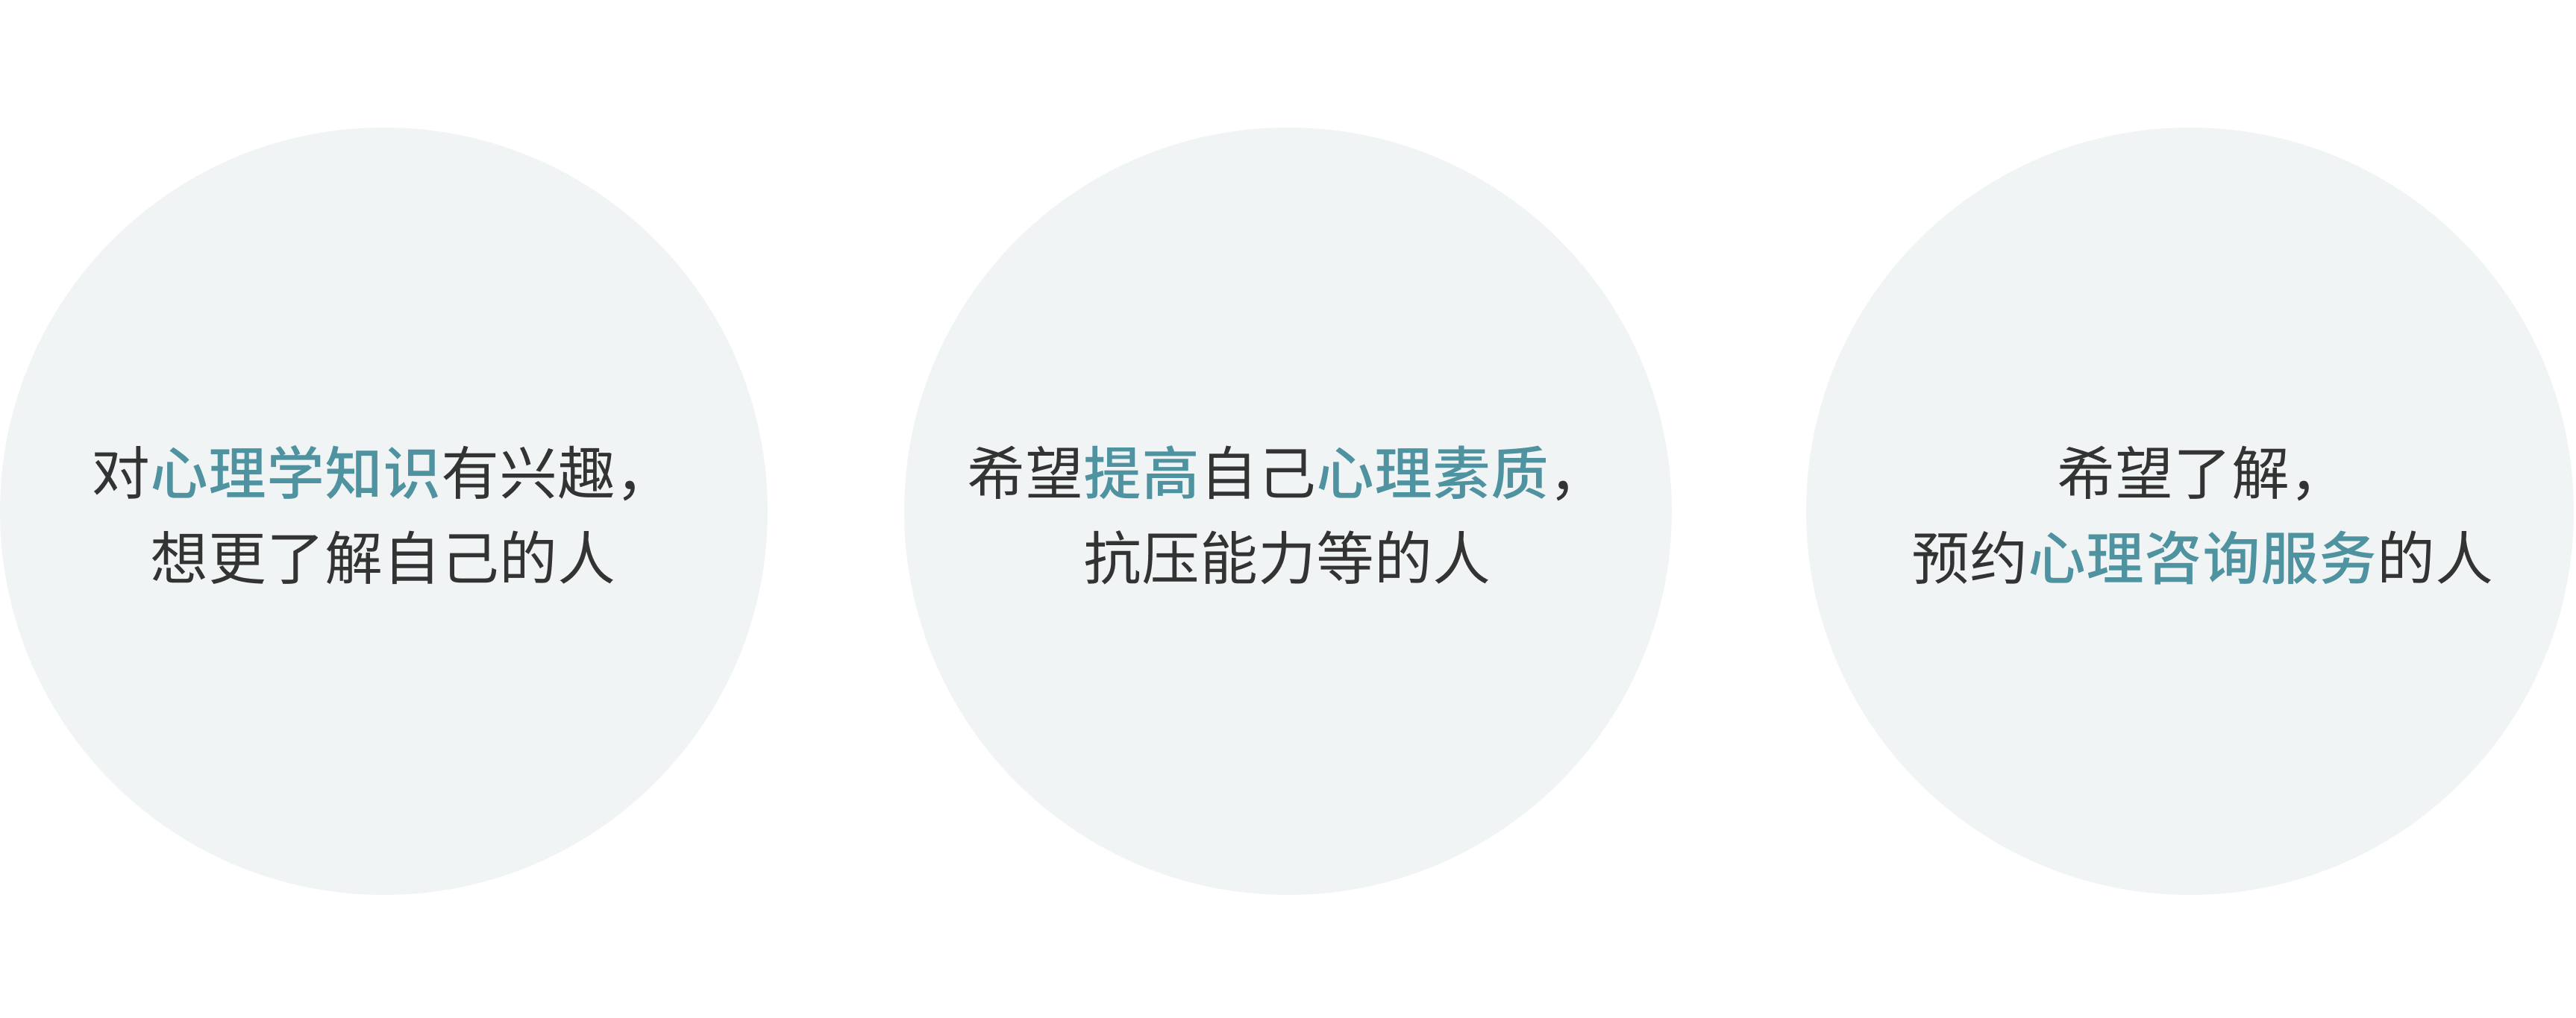 对心理学知识有兴趣，
想更了解自己的人
希望提高自己心理素质，
抗压能力等的人
希望了解，
预约心理咨询服务的人